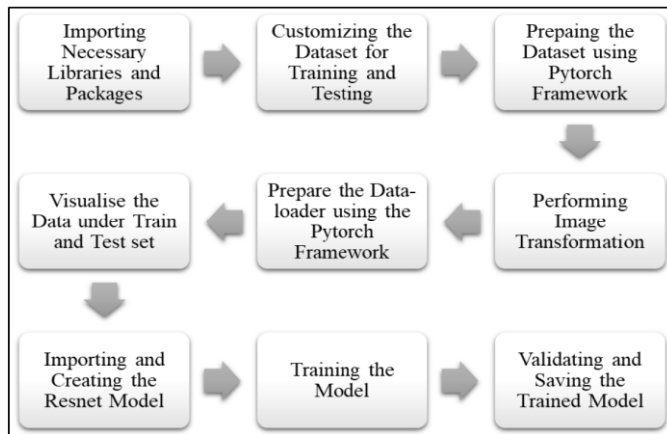 Importing
Necessary
Libraries and
Packages
Customizing the
Dataset for
Training and
Testing
Prepaing the
Dataset using
Pytorch
Framework
Performing
Image
Transformation
Prepare the Data-
loader using the
Pytorch
Framework
Visualise the
Data under Train
and Test set
Importing and
Creating the
Resnet Model
Training the
Model
Validating and
Saving the
Trained Model